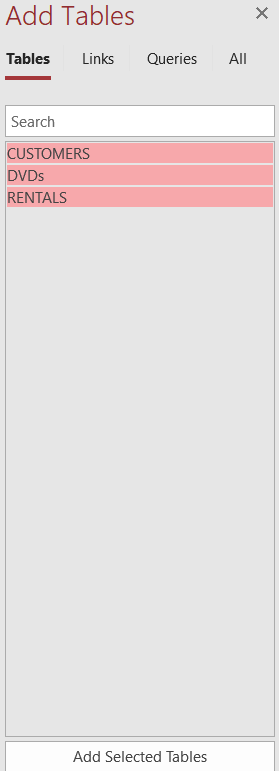 Add Tables
Tables Links Queries All
Search
CUSTOMERS
DVDs
RENTALS
Add Selected Tables